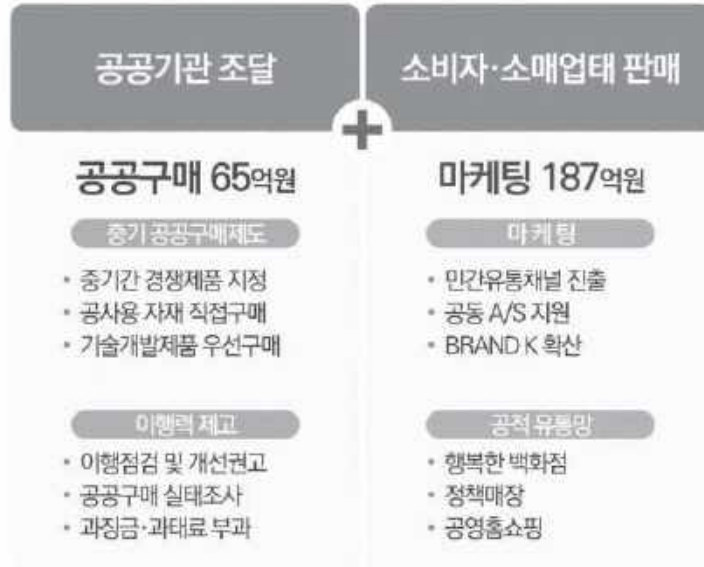 공공기관 조달
공공구매 65억원
중기 공공구매제도
• 중기간 경쟁제품 지정
• 공사용 자재 직접구매
• 기술개발제품 우선구매
이행력 제고
• 이행점검 및 개선권고
• 공공구매 실태조사
• 과징금·과태료 부과
+
소비자·소매업태 판매
마케팅 187억원
마케팅
• 민간유통채널 진출
• 공동 A/S 지원
• BRAND K 확산
공적 유통망
• 행복한 백화점
• 정책매장
• 공영홈쇼핑